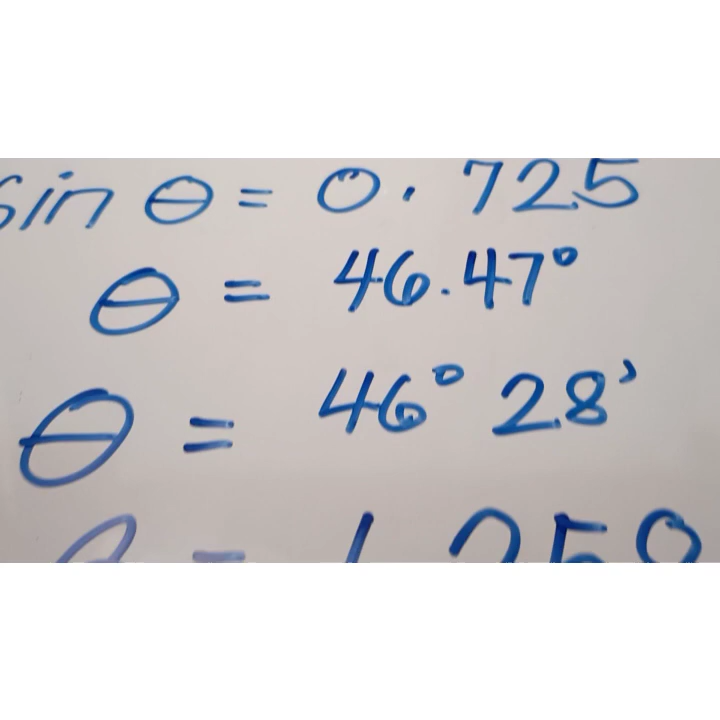 sin θ = 0.725
θ = 46.47°
θ = 46° 28'